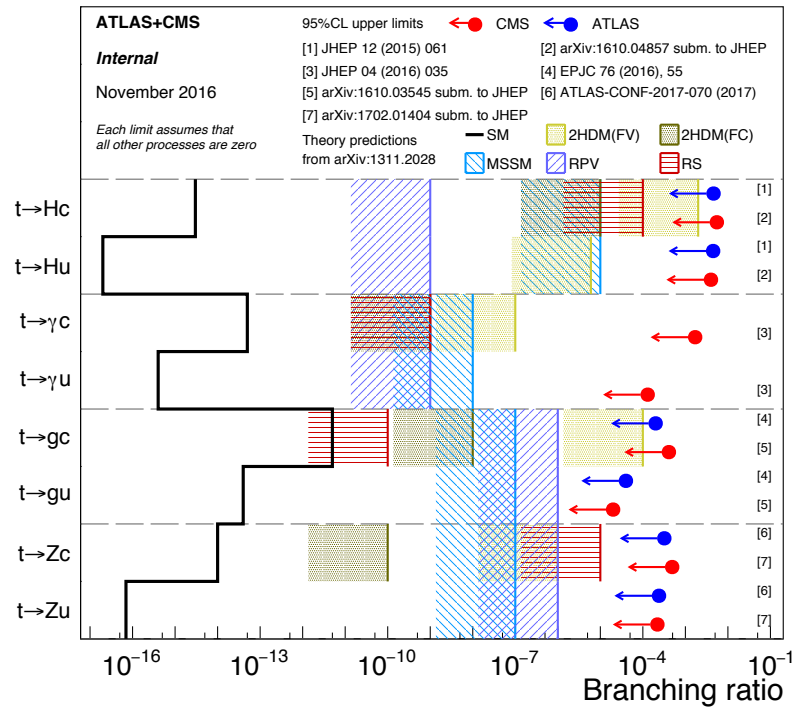 ATLAS+CMS
Internal
November 2016
Each limit assumes that
all other processes are zero
95%CL upper limits CMS ATLAS
[1] JHEP 12 (2015) 061 [2] arXiv:1610.04857 subm. to JHEP
[3] JHEP 04 (2016) 035 [4] EPJC 76 (2016), 55
[5] arXiv:1610.03545 subm. to JHEP [6] ATLAS-CONF-2017-070 (2017)
[7] arXiv:1702.01404 subm. to JHEP
Theory predictions
from arXiv:1311.2028
SM 2HDM(FV) 2HDM(FC)
MSSM RPV RS
t→Hc [1]
[2]
t→Hu [1]
[2]
t→γc [3]
t→γu [3]
t→gc [4]
[5]
t→gu [4]
[5]
t→Zc [6]
[7]
t→Zu [6]
[7]
10⁻¹⁶ 10⁻¹³ 10⁻¹⁰ 10⁻⁷ 10⁻⁴ 10⁻¹
Branching ratio